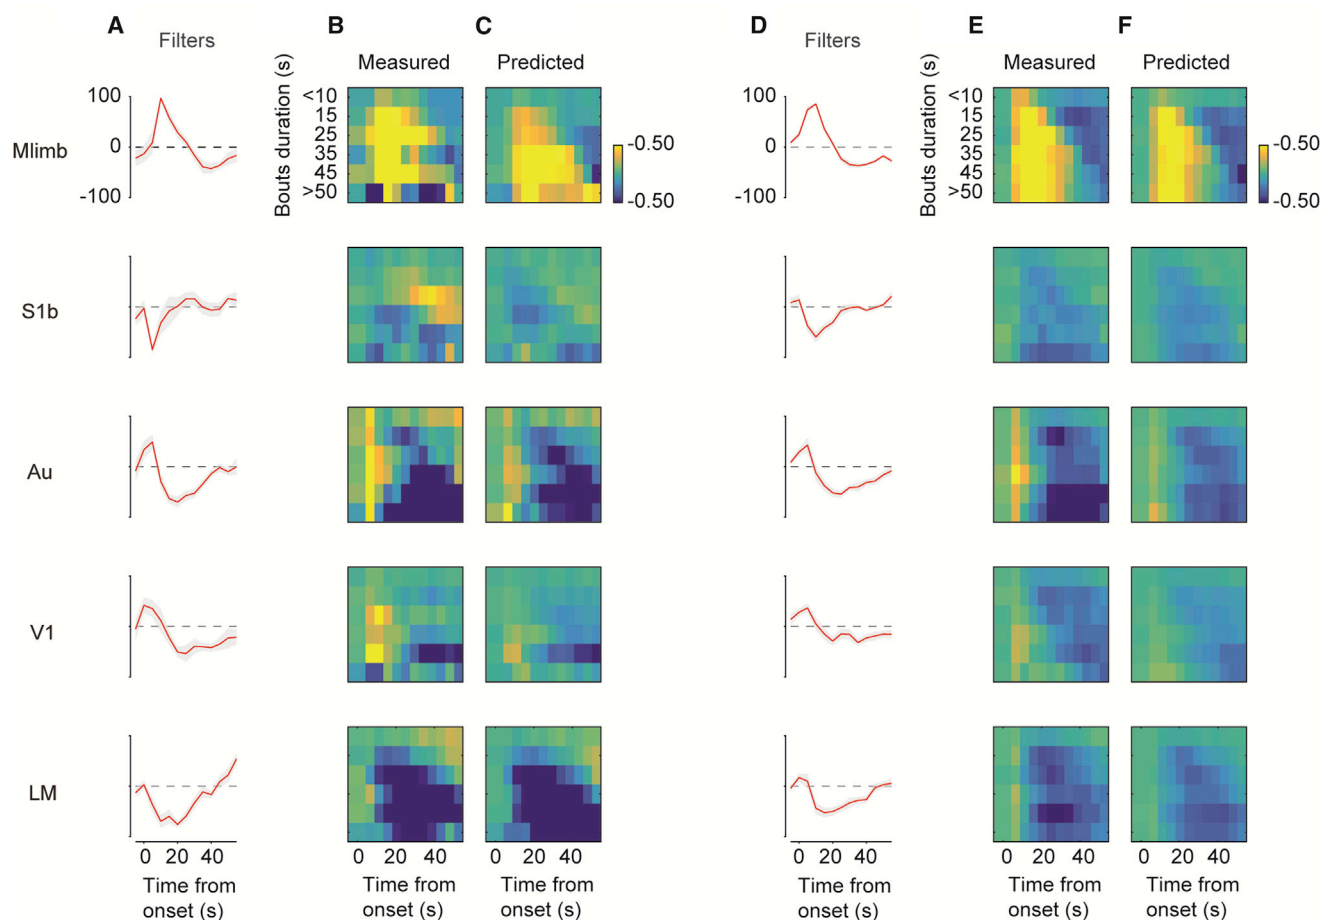 A B C D E F
Filters Measured Predicted Filters Measured Predicted
Mlimb
100
0
-100
Bouts duration (s)
<10
15
25
35
45
>50
-0.50
-0.50
100
0
-100
Bouts duration (s)
<10
15
25
35
45
>50
-0.50
-0.50
S1b
Au
V1
LM
0 20 40 0 20 40 0 20 40 0 20 40 0 20 40 0 20 40
Time from Time from Time from Time from Time from Time from
onset (s) onset (s) onset (s) onset (s) onset (s) onset (s)